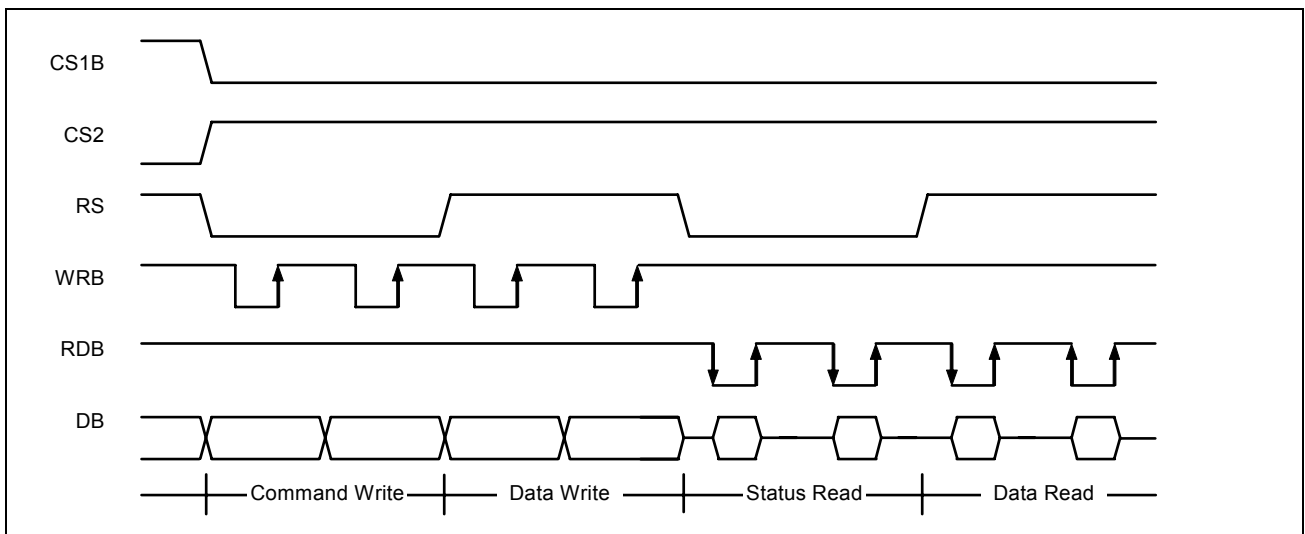 CS1B
CS2
RS
WRB
RDB
DB
Command Write Data Write Status Read Data Read